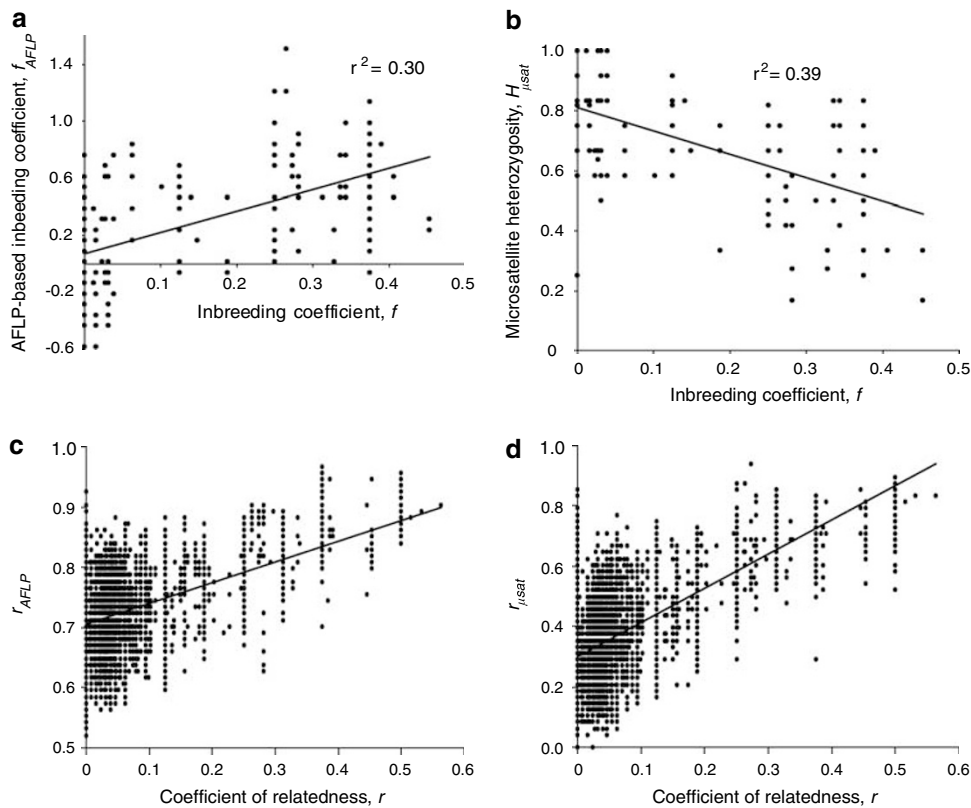 a
AFLP-based inbeeding coefficient, f_AFLP
1.4
1.0
0.6
0.2
-0.2
-0.6
r² = 0.30
0.1 0.2 0.3 0.4 0.5
Inbreeding coefficient, f
b
Microsatellite heterozygosity, H_μsat
1.0
0.8
0.6
0.4
0.2
0
r² = 0.39
0 0.1 0.2 0.3 0.4 0.5
Inbreeding coefficient, f
c
r_AFLP
1.0
0.9
0.8
0.7
0.6
0.5
0 0.1 0.2 0.3 0.4 0.5 0.6
Coefficient of relatedness, r
d
r_μsat
1.0
0.8
0.6
0.4
0.2
0.0
0 0.1 0.2 0.3 0.4 0.5 0.6
Coefficient of relatedness, r